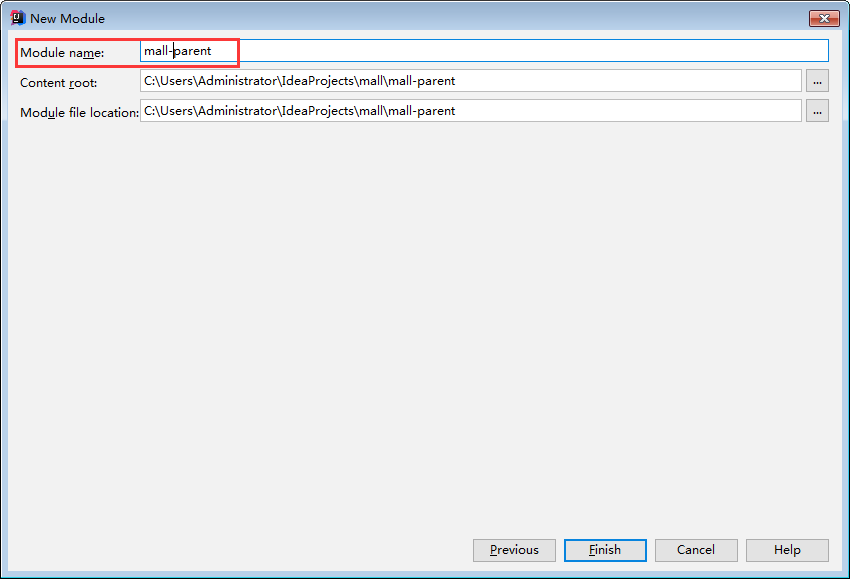 New Module
Module name: mall-parent
Content root: C:\Users\Administrator\IdeaProjects\mall\mall-parent ...
Module file location: C:\Users\Administrator\IdeaProjects\mall\mall-parent ...
Previous Finish Cancel Help